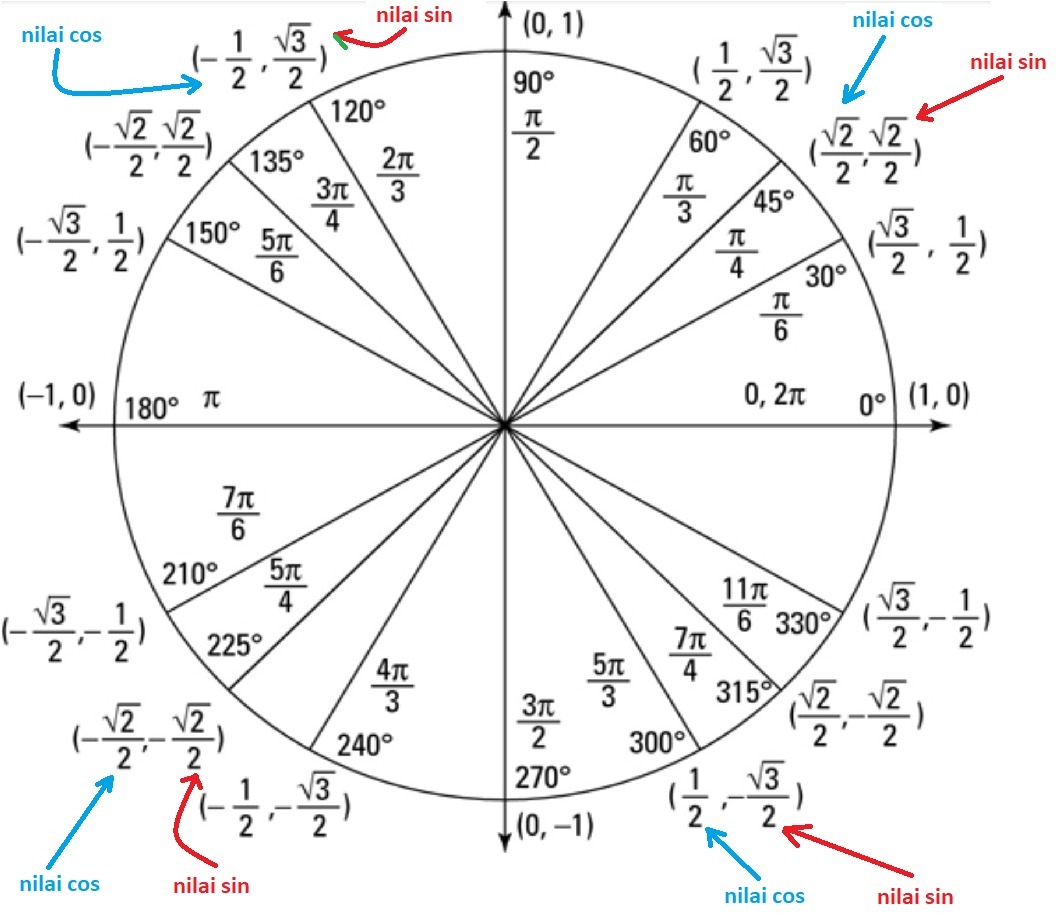 nilai sin
nilai cos
(0, 1)
nilai cos
nilai sin
(-1/2, √3/2)
(1/2, √3/2)
90°
π/2
120°
2π/3
60°
π/3
(-√2/2, √2/2)
135°
3π/4
45°
π/4
(√2/2, √2/2)
(-√3/2, 1/2)
150°
5π/6
30°
π/6
(√3/2, 1/2)
(–1, 0)
180° π
0, 2π 0°
(1, 0)
7π/6
210°
5π/4
225°
(-√3/2, -1/2)
11π/6
330°
(√3/2, -1/2)
4π/3
240°
3π/2
270°
5π/3
300°
7π/4
315°
(√2/2, -√2/2)
(-√2/2, -√2/2)
(-1/2, -√3/2)
(0, –1)
(1/2, -√3/2)
nilai cos
nilai sin
nilai cos
nilai sin